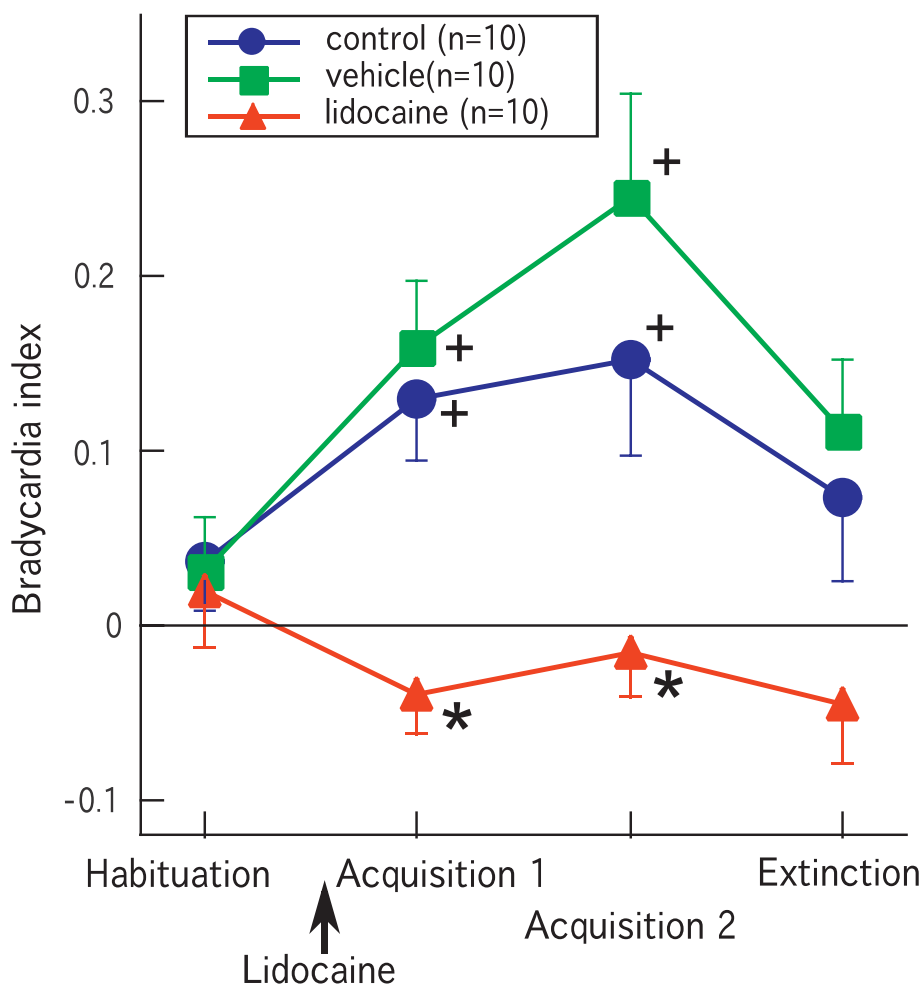 control (n=10)
vehicle(n=10)
lidocaine (n=10)
Bradycardia index
0.3
0.2
0.1
0
-0.1
+
+
+
+
*
*
Habituation
Acquisition 1
Acquisition 2
Extinction
Lidocaine